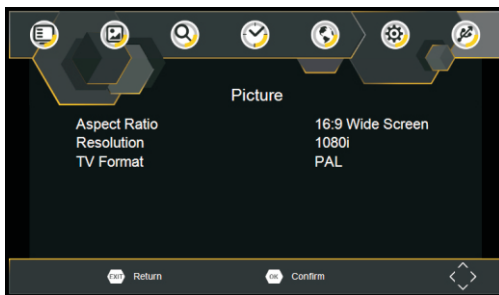 Picture
Aspect Ratio 16:9 Wide Screen
Resolution 1080i
TV Format PAL
EXIT Return OK Confirm